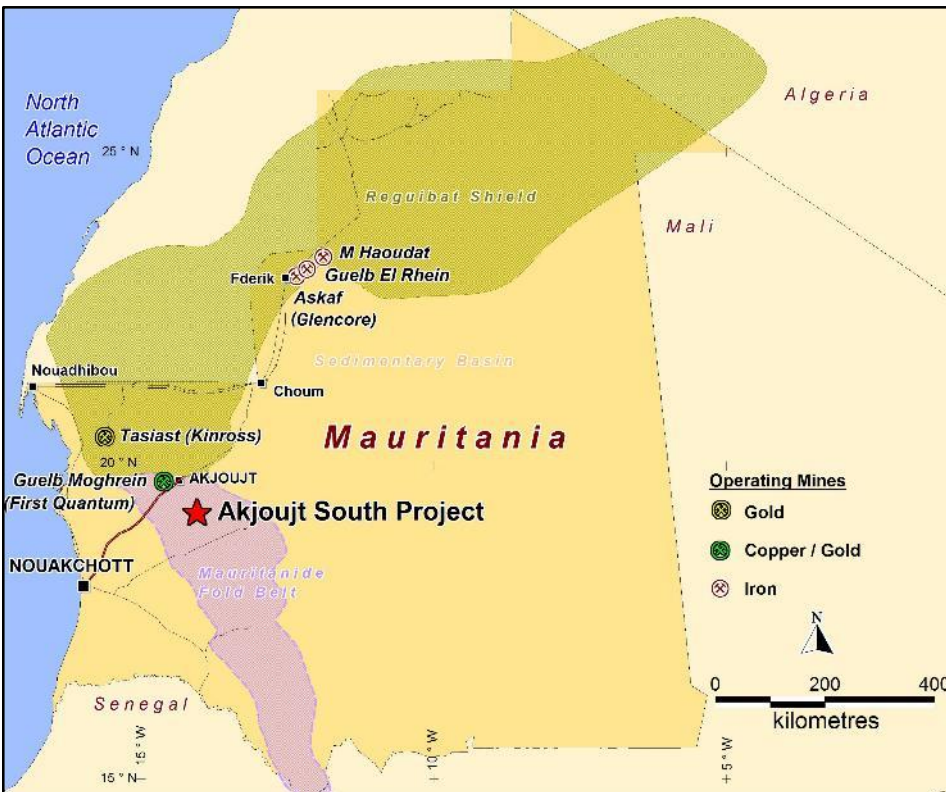 North
Atlantic
Ocean
25 ° N
Algeria
Reguibat Shield
Mali
M Haoudat
Fderik
Guelb El Rhein
Askaf
(Glencore)
Sedimentary Basin
Nouadhibou
Choum
Tasiast (Kinross)
Mauritania
20 ° N
Guelb Moghrein
(First Quantum)
AKJOUJT
Akjoujt South Project
Operating Mines
Gold
Copper / Gold
Iron
NOUAKCHOTT
Mauritanide
Fold Belt
N
Senegal
0 200 400
kilometres
15 ° W
10 ° W
5 ° W
15 ° N